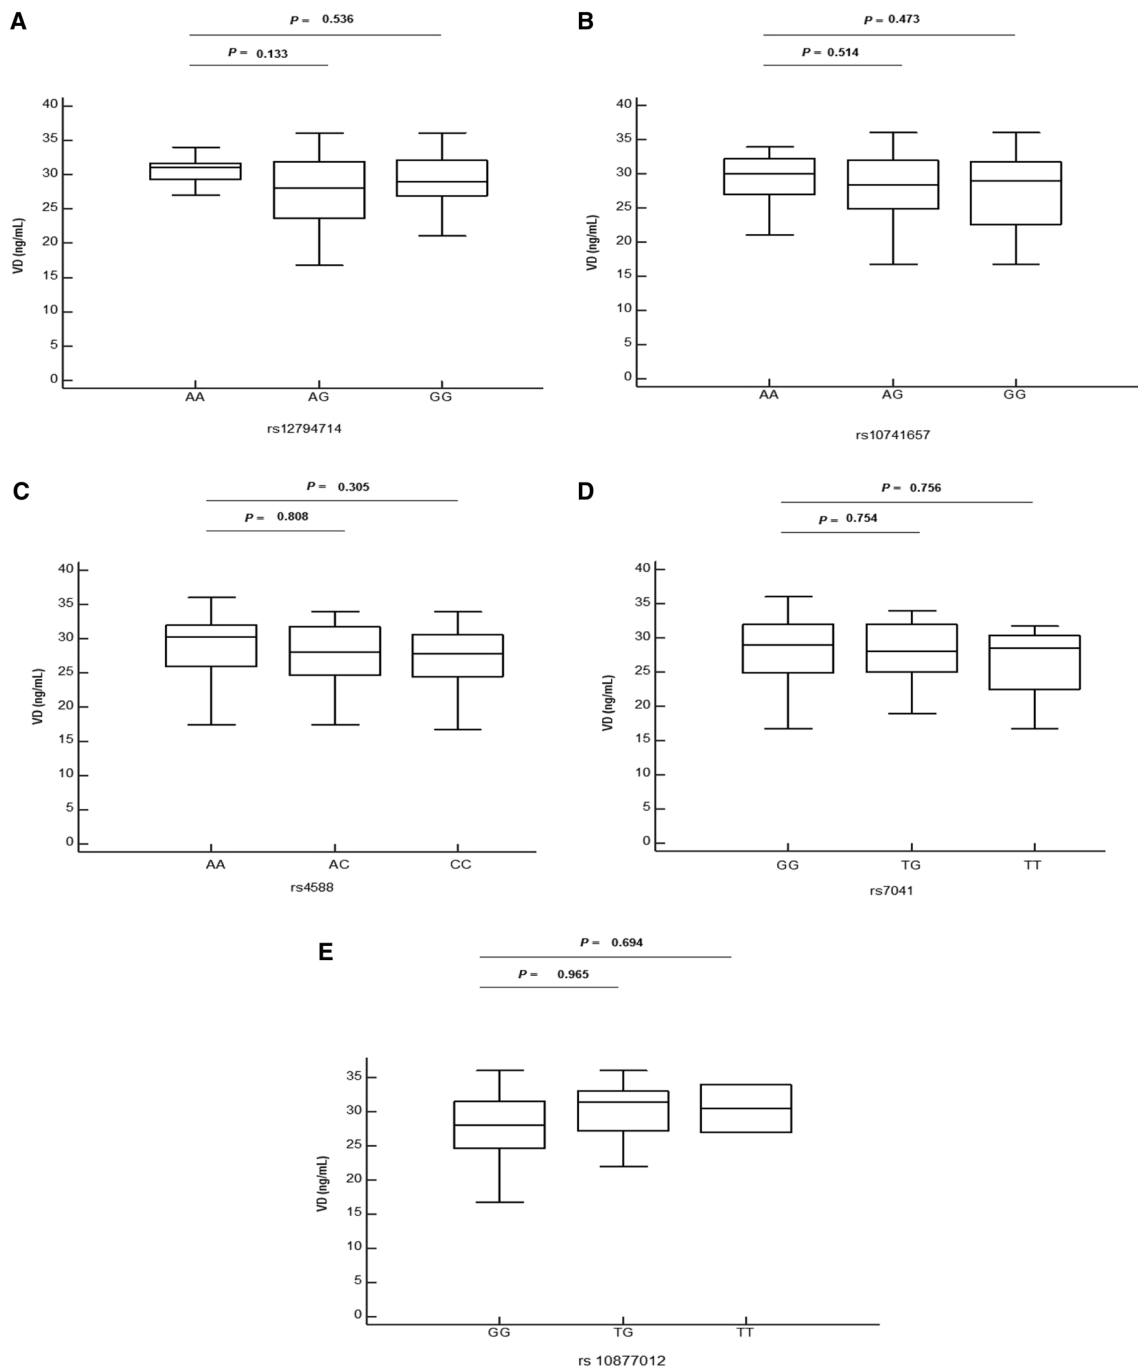 A
P = 0.536
P = 0.133
40
35
30
25
20
15
10
5
0
VD (ng/mL)
AA AG GG
rs12794714
B
P = 0.473
P = 0.514
40
35
30
25
20
15
10
5
0
VD (ng/mL)
AA AG GG
rs10741657
C
P = 0.305
P = 0.808
40
35
30
25
20
15
10
5
0
VD (ng/mL)
AA AC CC
rs4588
D
P = 0.756
P = 0.754
40
35
30
25
20
15
10
5
0
VD (ng/mL)
GG TG TT
rs7041
E
P = 0.694
P = 0.965
35
30
25
20
15
10
5
0
VD (ng/mL)
GG TG TT
rs 10877012